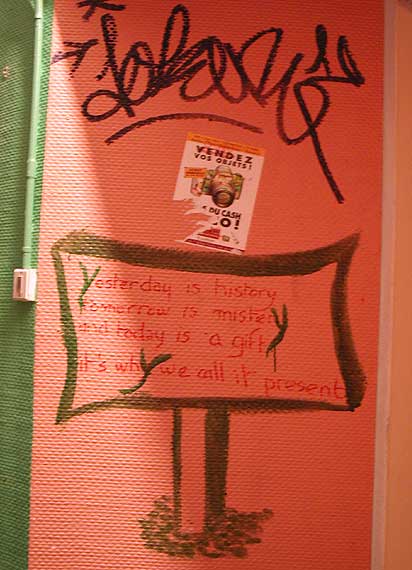 VENDEZ
VOS OBJETS!
DU CASH
O!
Yesterday is history
tomorrow is mistery
and today is a gift
it's why we call it present